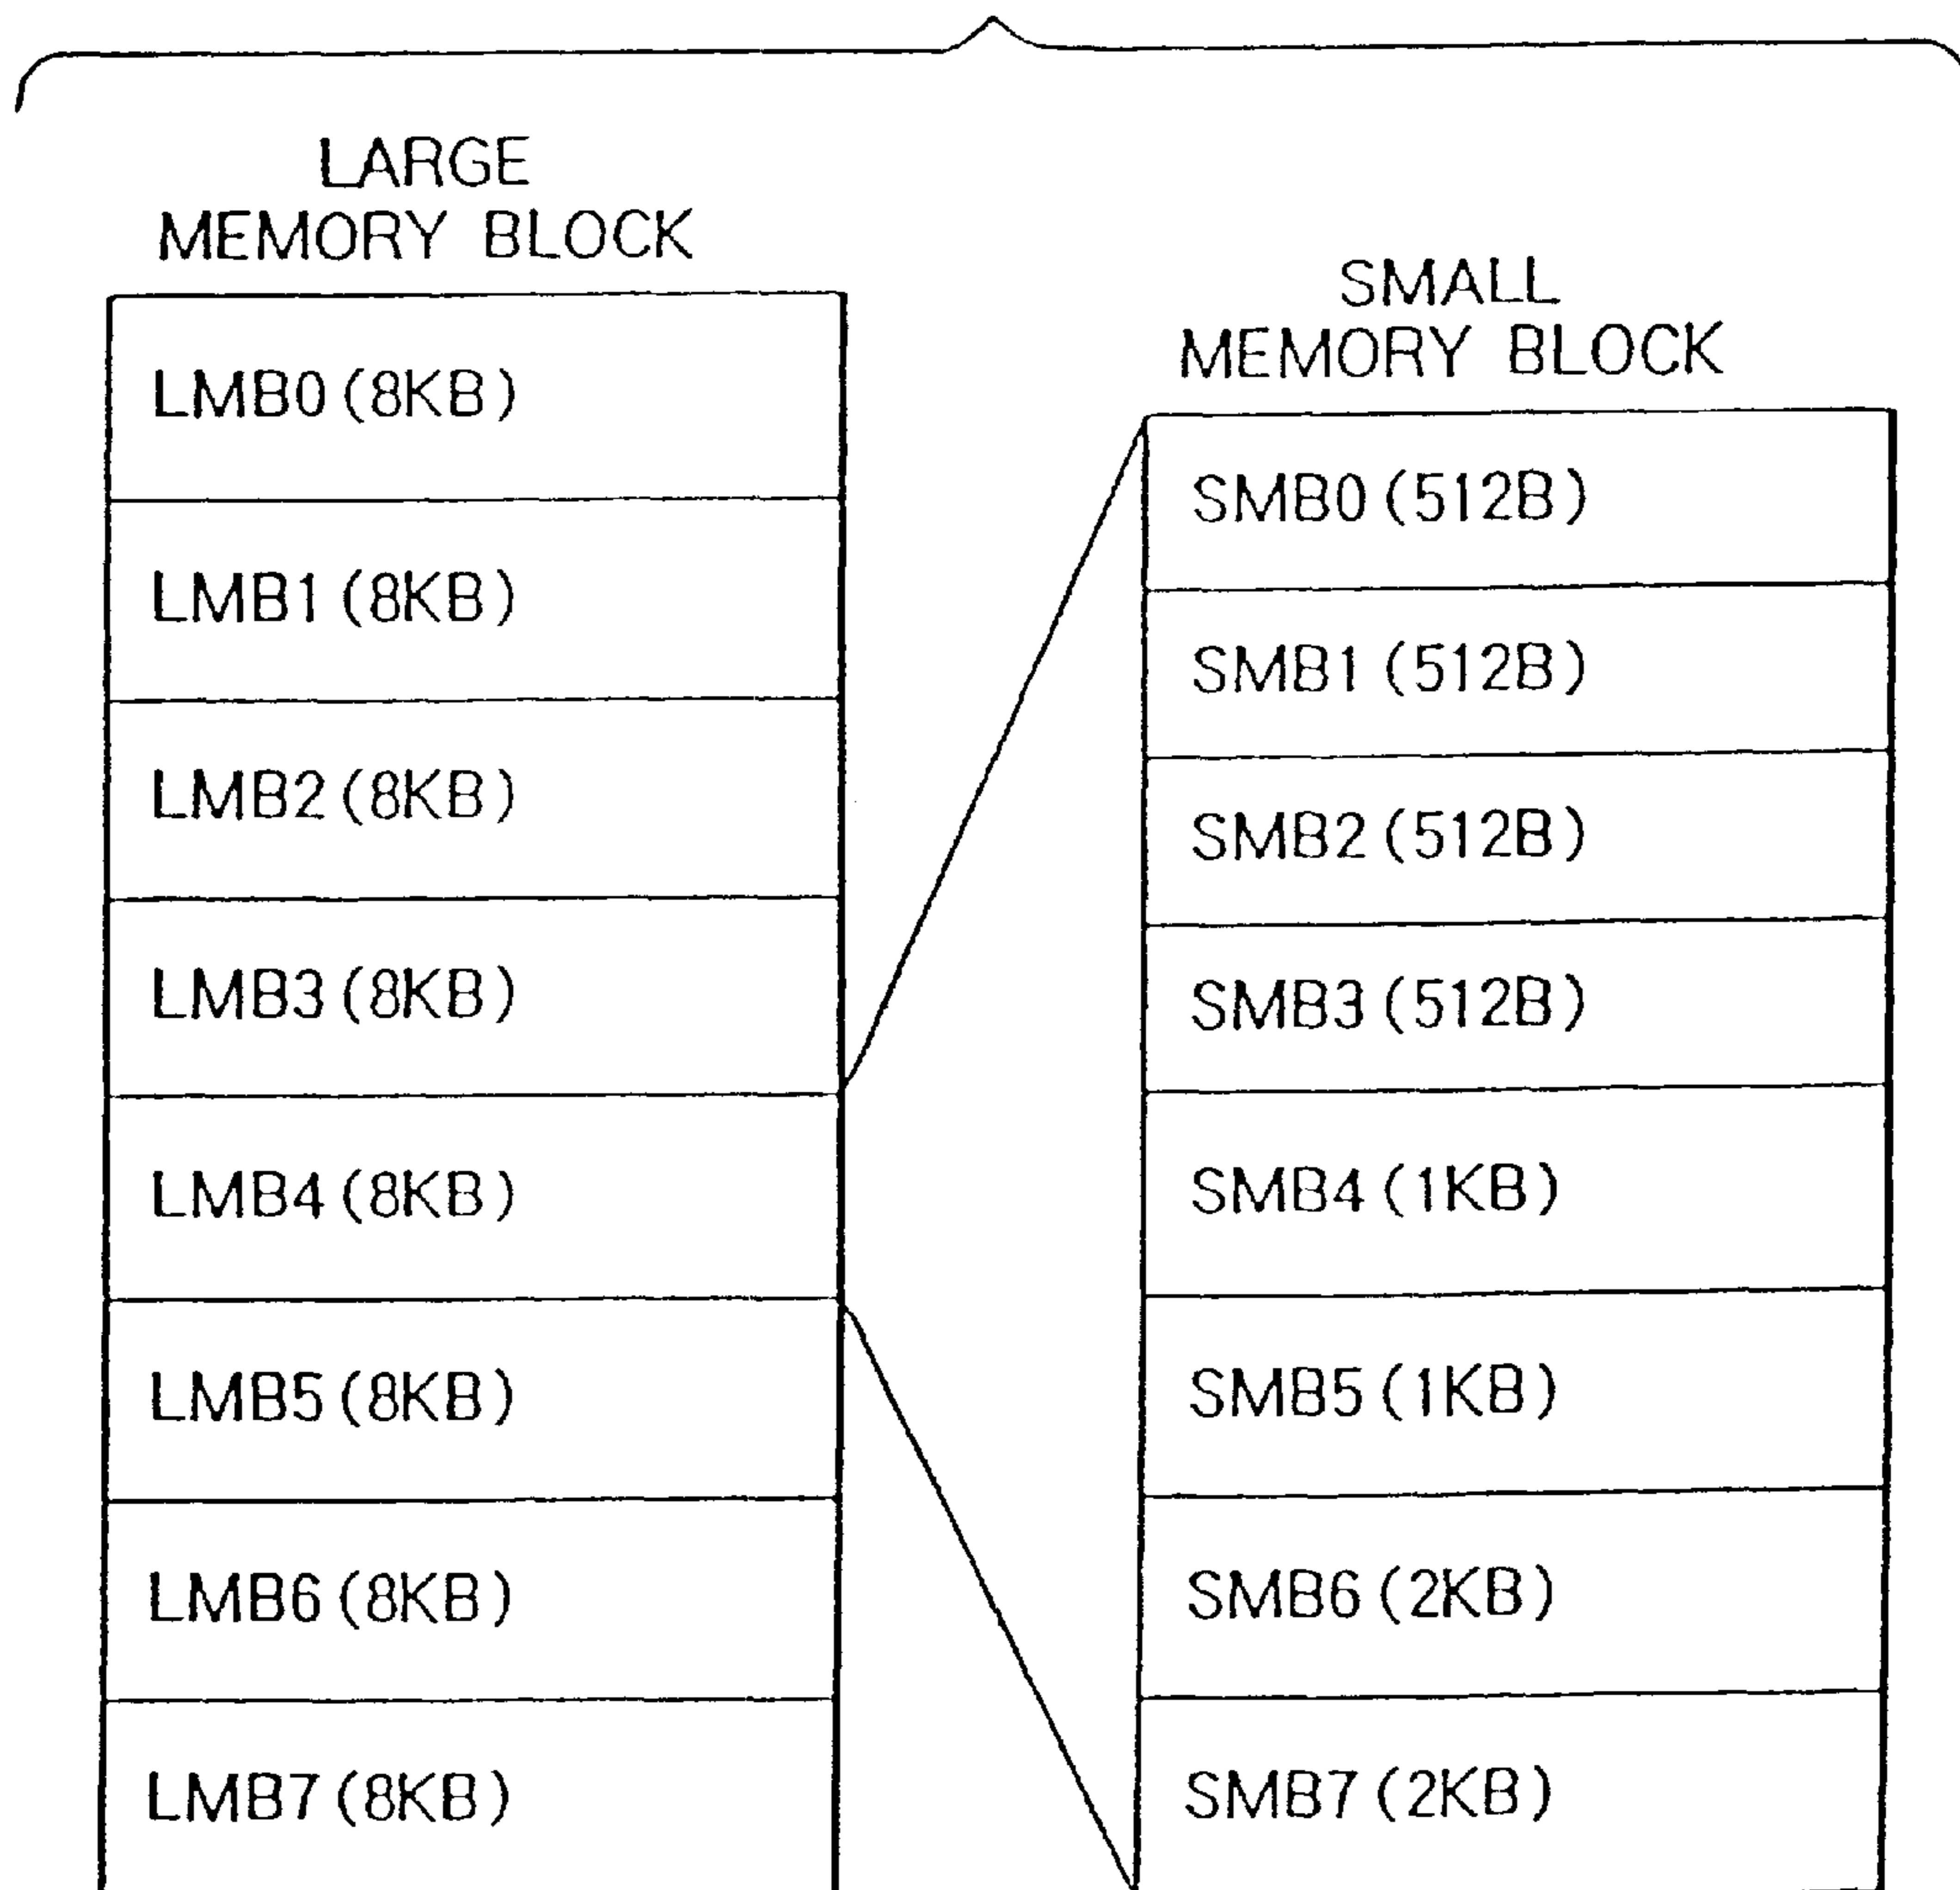 LARGE
MEMORY BLOCK
LMB0(8KB)
LMB1(8KB)
LMB2(8KB)
LMB3(8KB)
LMB4(8KB)
LMB5(8KB)
LMB6(8KB)
LMB7(8KB)
SMALL
MEMORY BLOCK
SMB0(512B)
SMB1(512B)
SMB2(512B)
SMB3(512B)
SMB4(1KB)
SMB5(1KB)
SMB6(2KB)
SMB7(2KB)